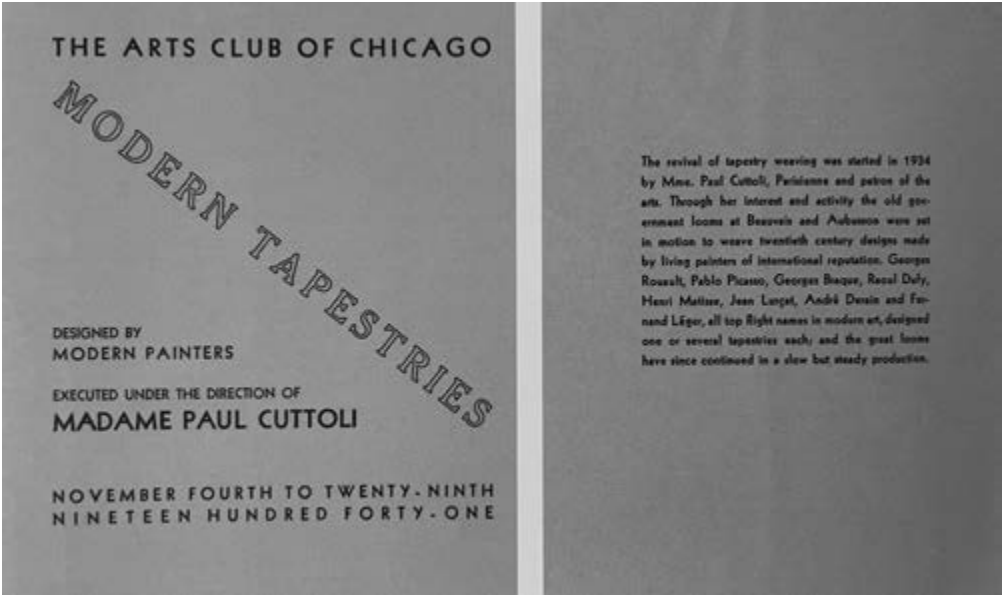 THE ARTS CLUB OF CHICAGO
MODERN TAPESTRIES
DESIGNED BY
MODERN PAINTERS
EXECUTED UNDER THE DIRECTION OF
MADAME PAUL CUTTOLI
NOVEMBER FOURTH TO TWENTY-NINTH
NINETEEN HUNDRED FORTY-ONE
The revival of tapestry weaving was started in 1934
by Mme. Paul Cuttoli, Parisienne and patron of the
arts. Through her interest and activity the old gov-
ernment looms at Beauvais and Aubusson were set
in motion to weave twentieth century designs made
by living painters of international reputation. Georges
Rouault, Pablo Picasso, Georges Braque, Raoul Dufy,
Henri Matisse, Jean Lurçat, André Derain and Fer-
nand Léger, all top flight names in modern art, designed
one or several tapestries each; and the great looms
have since continued in a slow but steady production.